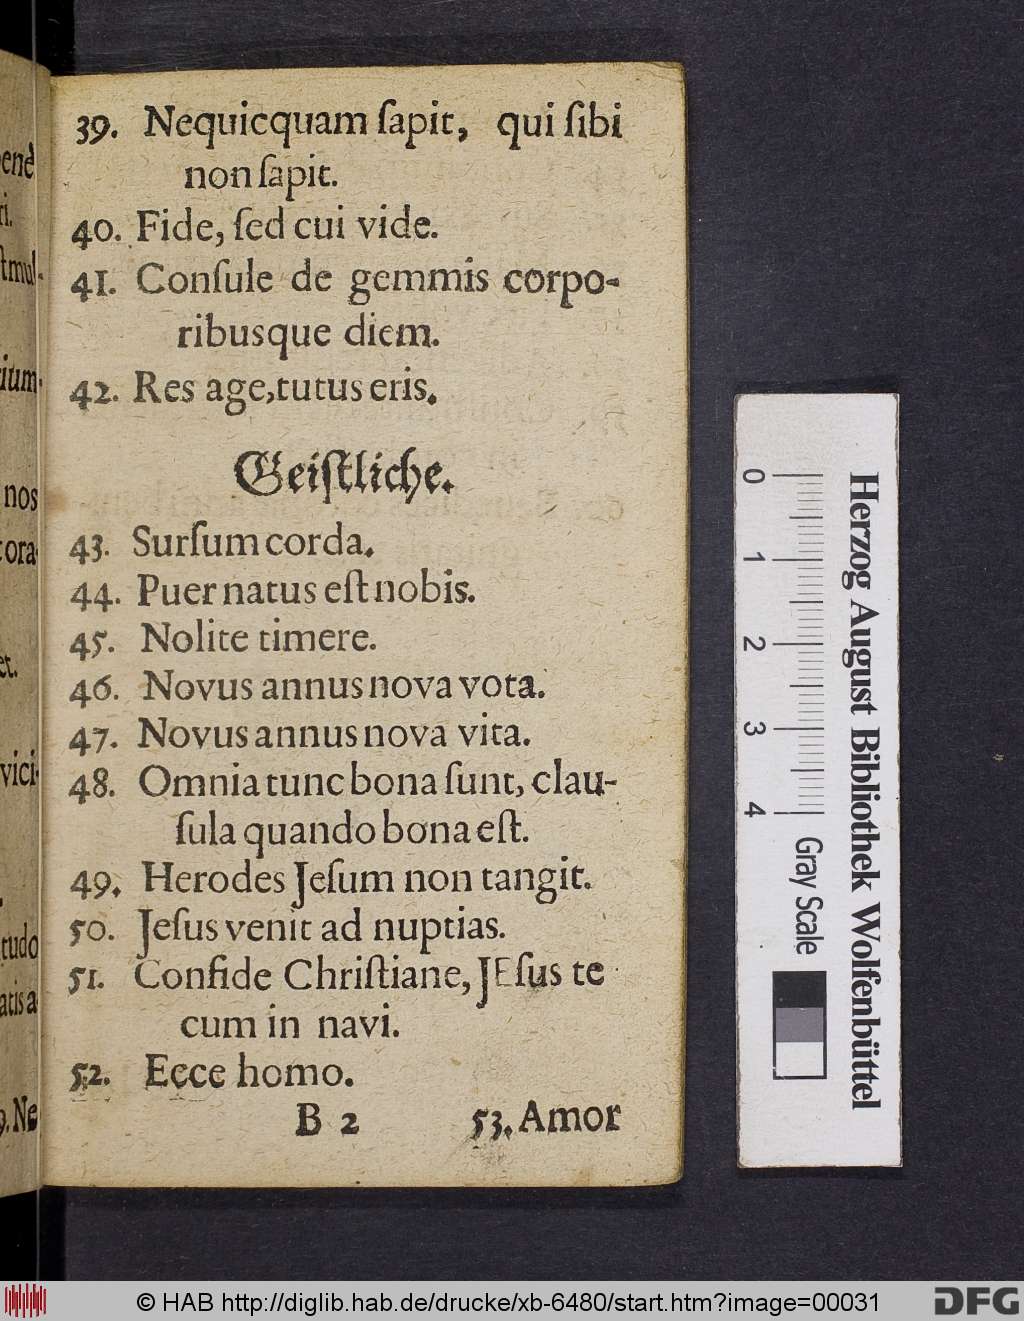 39. Nequicquam ſapit, qui ſibi
non ſapit.
40. Fide, ſed cui vide.
41. Conſule de gemmis corpo-
ribusque diem.
42. Res age, tutus eris.
Geiſtliche.
43. Surſum corda.
44. Puer natus eſt nobis.
45. Nolite timere.
46. Novus annus nova vota.
47. Novus annus nova vita.
48. Omnia tunc bona ſunt, clau-
ſula quando bona eſt.
49. Herodes Jeſum non tangit.
50. Jeſus venit ad nuptias.
51. Confide Chriſtiane, JEſus te
cum in navi.
52. Ecce homo.
B 2 53. Amor
nos
tudo
9. Ne
0 1 2 3 4
Gray Scale
Herzog August Bibliothek Wolfenbüttel
© HAB http://diglib.hab.de/drucke/xb-6480/start.htm?image=00031
DFG